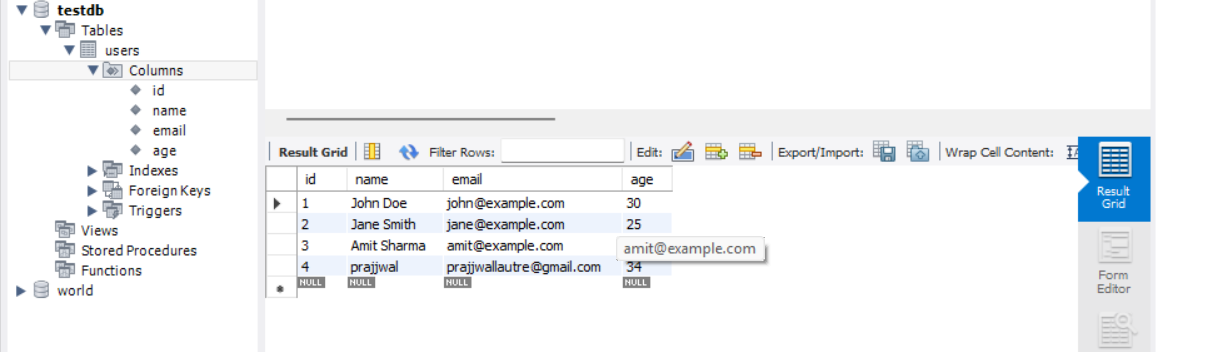 testdb
Tables
users
Columns
id
name
email
age
Indexes
Foreign Keys
Triggers
Views
Stored Procedures
Functions
world
Result Grid Filter Rows: Edit: Export/Import: Wrap Cell Content:
id name email age
1 John Doe john@example.com 30
2 Jane Smith jane@example.com 25
3 Amit Sharma amit@example.com
amit@example.com
4 prajjwal prajjwallautre@gmail.com 34
NULL NULL NULL NULL
Result
Grid
Form
Editor